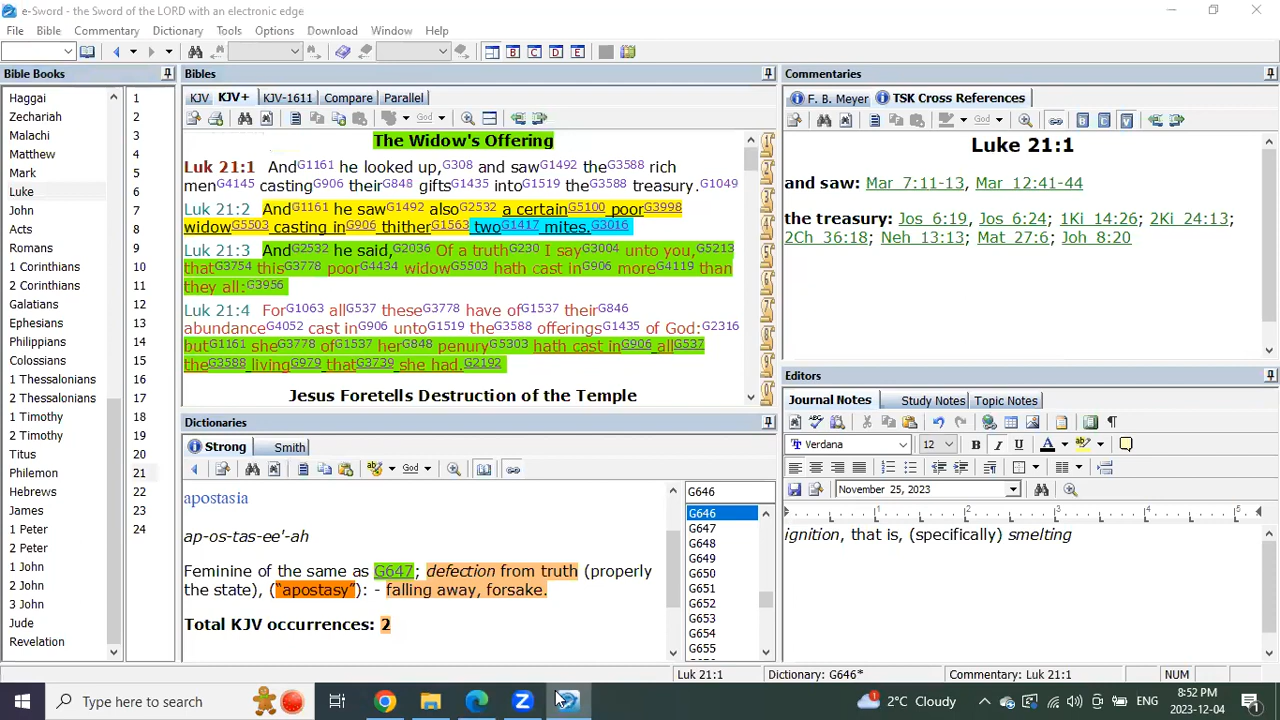 e-Sword - the Sword of the LORD with an electronic edge
File Bible Commentary Dictionary Tools Options Download Window Help
Bible Books
Haggai
Zechariah
Malachi
Matthew
Mark
Luke
John
Acts
Romans
1 Corinthians
2 Corinthians
Galatians
Ephesians
Philippians
Colossians
1 Thessalonians
2 Thessalonians
1 Timothy
2 Timothy
Titus
Philemon
Hebrews
James
1 Peter
2 Peter
1 John
2 John
3 John
Jude
Revelation
1
2
3
4
5
6
7
8
9
10
11
12
13
14
15
16
17
18
19
20
21
22
23
24
Bibles
KJV KJV+ KJV-1611 Compare Parallel
The Widow's Offering
Luk 21:1 AndG1161 he looked up,G308 and sawG1492 theG3588 rich
menG4145 castingG906 theirG848 giftsG1435 intoG1519 theG3588 treasury.G1049
Luk 21:2 AndG1161 he sawG1492 alsoG2532 a certainG5100 poorG3998
widowG5503 casting inG906 thitherG1563 twoG1417 mites.G3016
Luk 21:3 AndG2532 he said,G2036 Of a truthG230 I sayG3004 unto you,G5213
thatG3754 thisG3778 poorG4434 widowG5503 hath cast inG906 moreG4119 than
they all:G3956
Luk 21:4 ForG1063 allG537 theseG3778 have ofG1537 theirG846
abundanceG4052 cast inG906 untoG1519 theG3588 offeringsG1435 of God:G2316
butG1161 sheG3778 ofG1537 herG848 penuryG5303 hath cast inG906 allG537
theG3588 livingG979 thatG3739 she had.G2192
Jesus Foretells Destruction of the Temple
Dictionaries
Strong Smith
God
apostasia
ap-os-tas-ee'-ah
Feminine of the same as G647; defection from truth (properly
the state), (“apostasy”): - falling away, forsake.
Total KJV occurrences: 2
G646
G646
G647
G648
G649
G650
G651
G652
G653
G654
G655
Commentaries
F. B. Meyer TSK Cross References
Luke 21:1
and saw: Mar 7:11-13, Mar 12:41-44
the treasury: Jos 6:19, Jos 6:24; 1Ki 14:26; 2Ki 24:13;
2Ch 36:18; Neh 13:13; Mat 27:6; Joh 8:20
Editors
Journal Notes Study Notes Topic Notes
Verdana 12 B I U A
November 25, 2023
1 2 3 4 5
ignition, that is, (specifically) smelting
Luk 21:1 Dictionary: G646* Commentary: Luk 21:1 NUM
Type here to search
2°C Cloudy
ENG
8:52 PM
2023-12-04